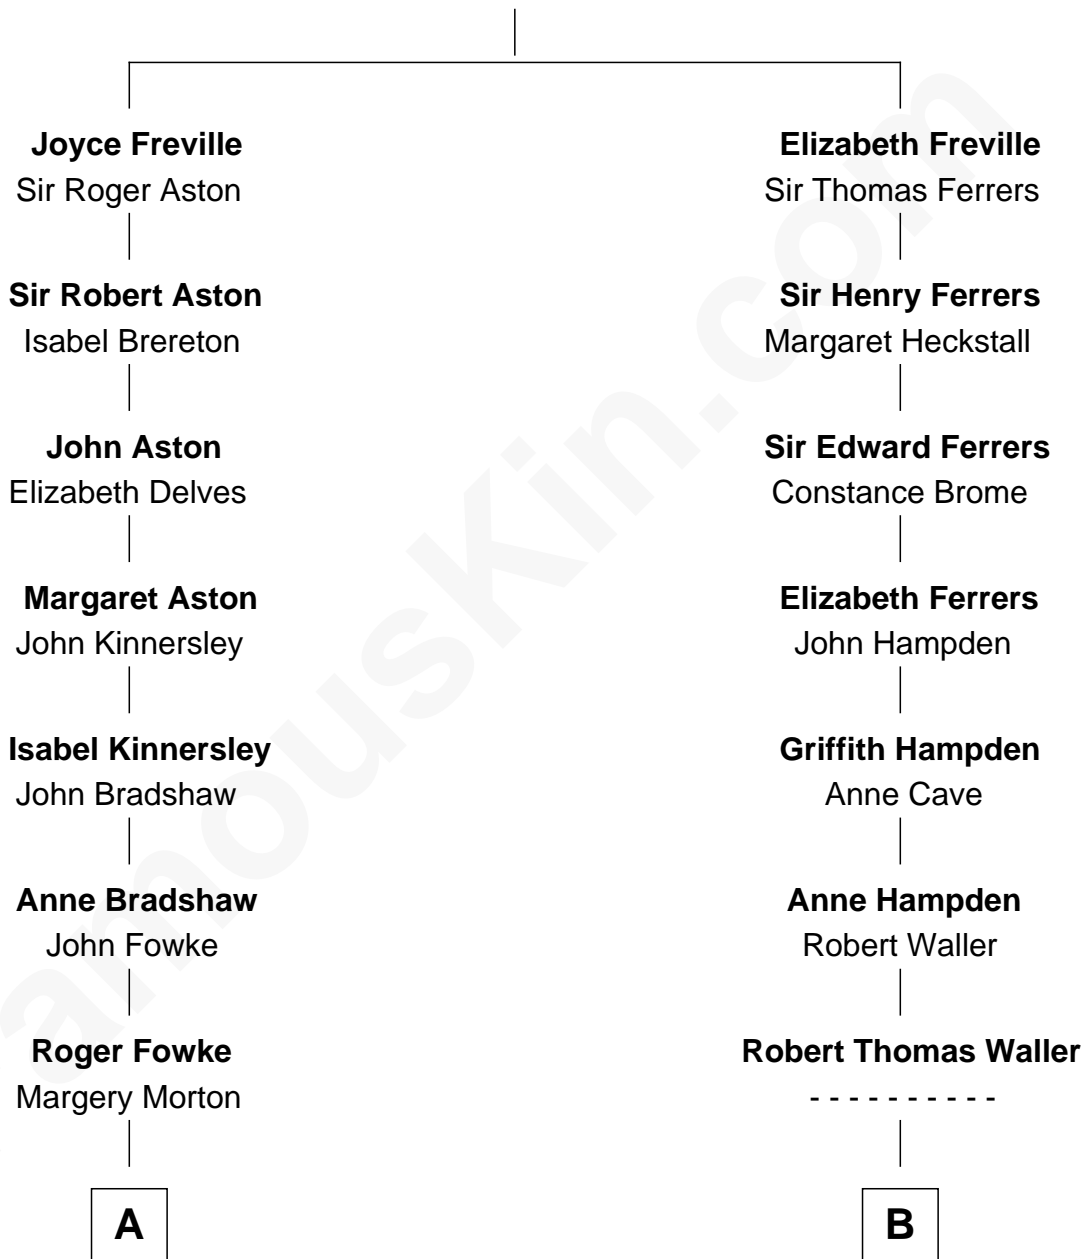 Joyce Freville
Sir Roger Aston
Sir Robert Aston
Isabel Brereton
John Aston
Elizabeth Delves
Margaret Aston
John Kinnersley
Isabel Kinnersley
John Bradshaw
Anne Bradshaw
John Fowke
Roger Fowke
Margery Morton
A
Elizabeth Freville
Sir Thomas Ferrers
Sir Henry Ferrers
Margaret Heckstall
Sir Edward Ferrers
Constance Brome
Elizabeth Ferrers
John Hampden
Griffith Hampden
Anne Cave
Anne Hampden
Robert Waller
Robert Thomas Waller
- - - - - - - - - -
B
amousKin.com